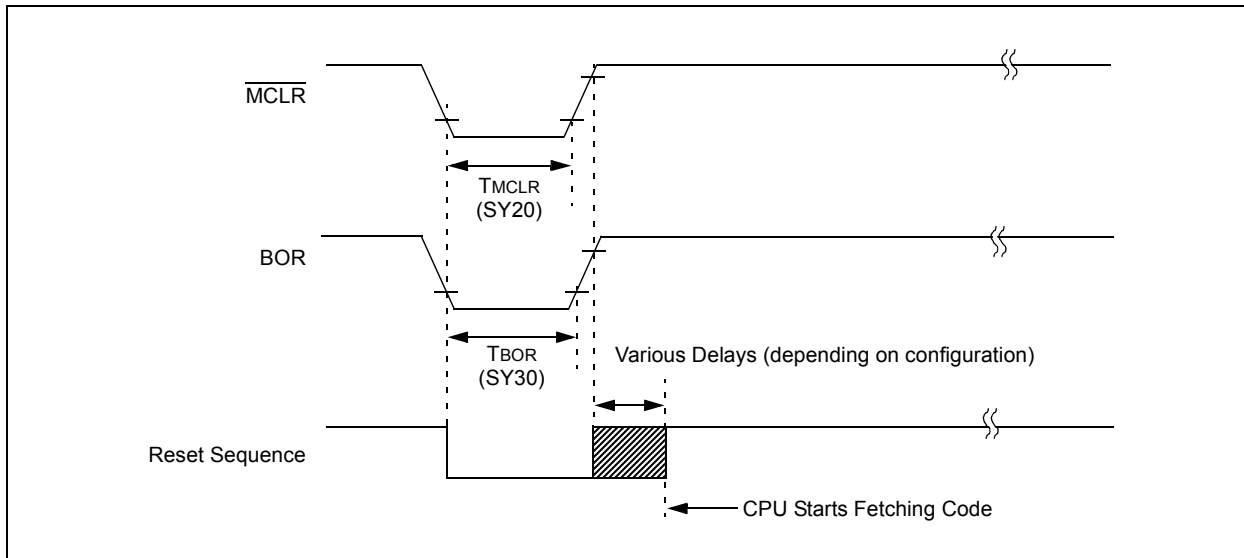 MCLR
TMCLR
(SY20)
BOR
TBOR
(SY30)
Various Delays (depending on configuration)
Reset Sequence
CPU Starts Fetching Code